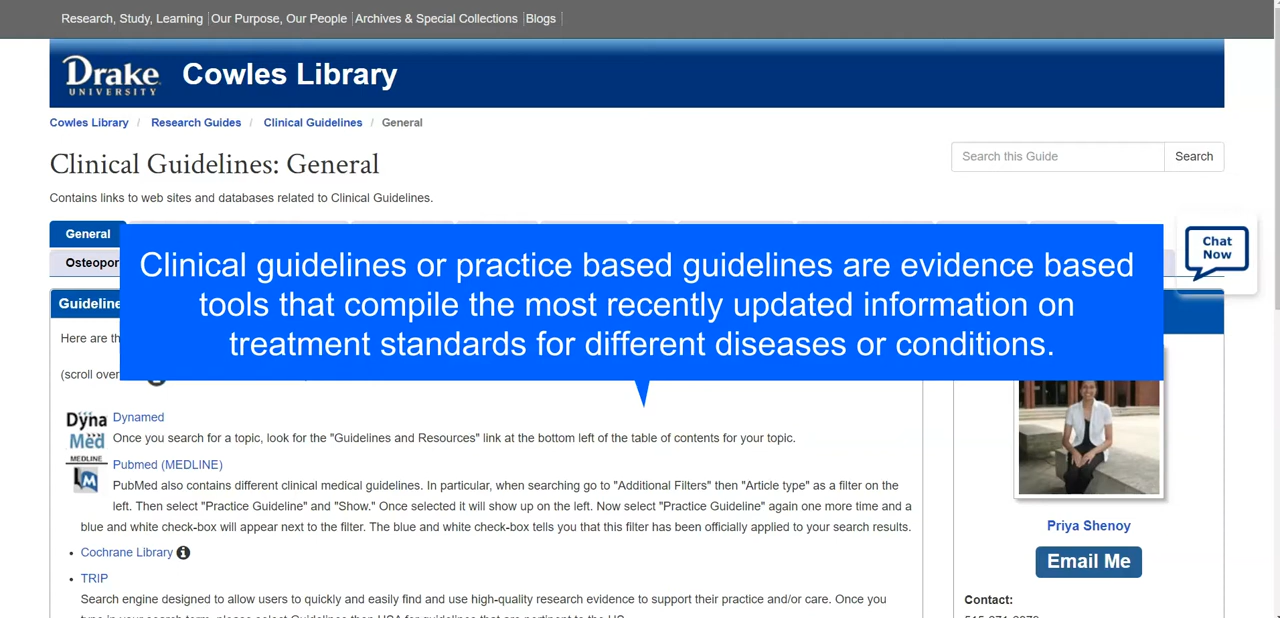 Research, Study, Learning Our Purpose, Our People Archives & Special Collections Blogs
Drake
UNIVERSITY
Cowles Library
Cowles Library / Research Guides / Clinical Guidelines / General
Clinical Guidelines: General
Search this Guide Search
Contains links to web sites and databases related to Clinical Guidelines.
General
Chat
Now
Clinical guidelines or practice based guidelines are evidence based
tools that compile the most recently updated information on
treatment standards for different diseases or conditions.
Here are
(scroll over
Dyna
Med
Dynamed
Once you search for a topic, look for the "Guidelines and Resources" link at the bottom left of the table of contents for your topic.
MEDLINE
Pubmed (MEDLINE)
PubMed also contains different clinical medical guidelines. In particular, when searching go to "Additional Filters" then "Article type" as a filter on the
left. Then select "Practice Guideline" and "Show." Once selected it will show up on the left. Now select "Practice Guideline" again one more time and a
blue and white check-box will appear next to the filter. The blue and white check-box tells you that this filter has been officially applied to your search results.
• Cochrane Library
• TRIP
Search engine designed to allow users to quickly and easily find and use high-quality research evidence to support their practice and/or care. Once you
Priya Shenoy
Email Me
Contact: